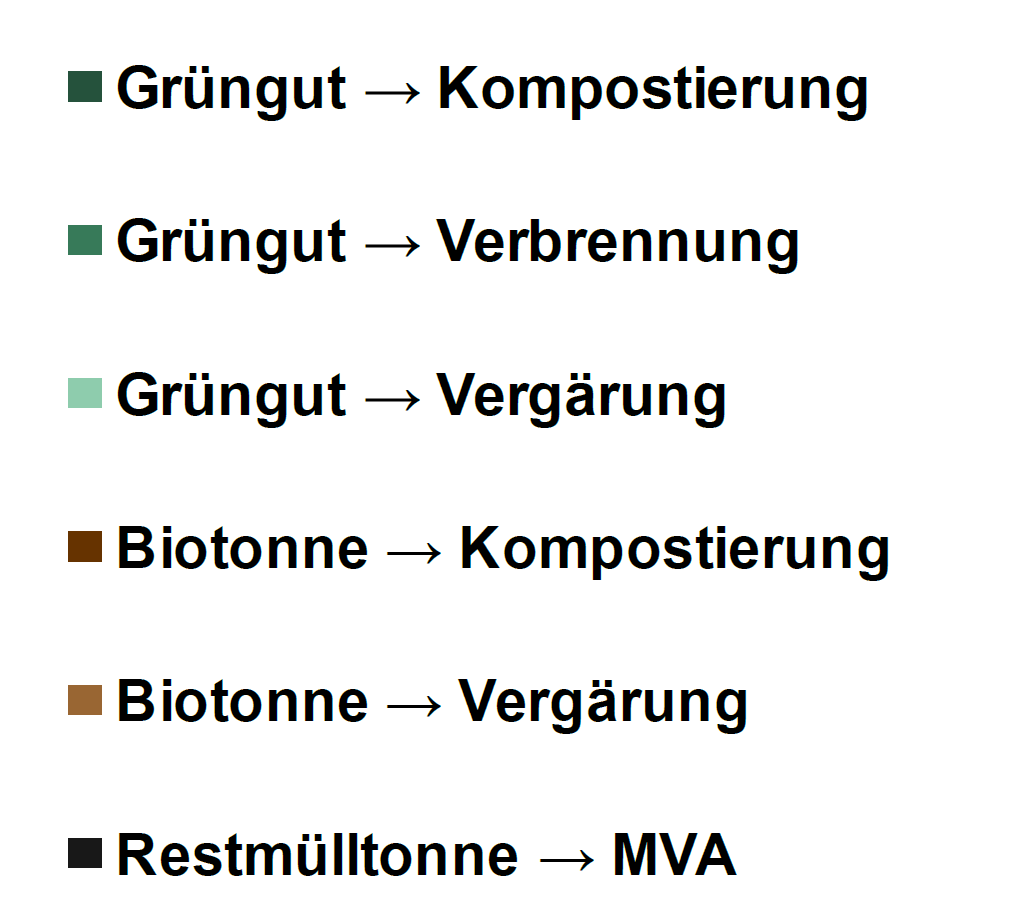 Grüngut → Kompostierung
Grüngut → Verbrennung
Grüngut → Vergärung
Biotonne → Kompostierung
Biotonne → Vergärung
Restmülltonne → MVA